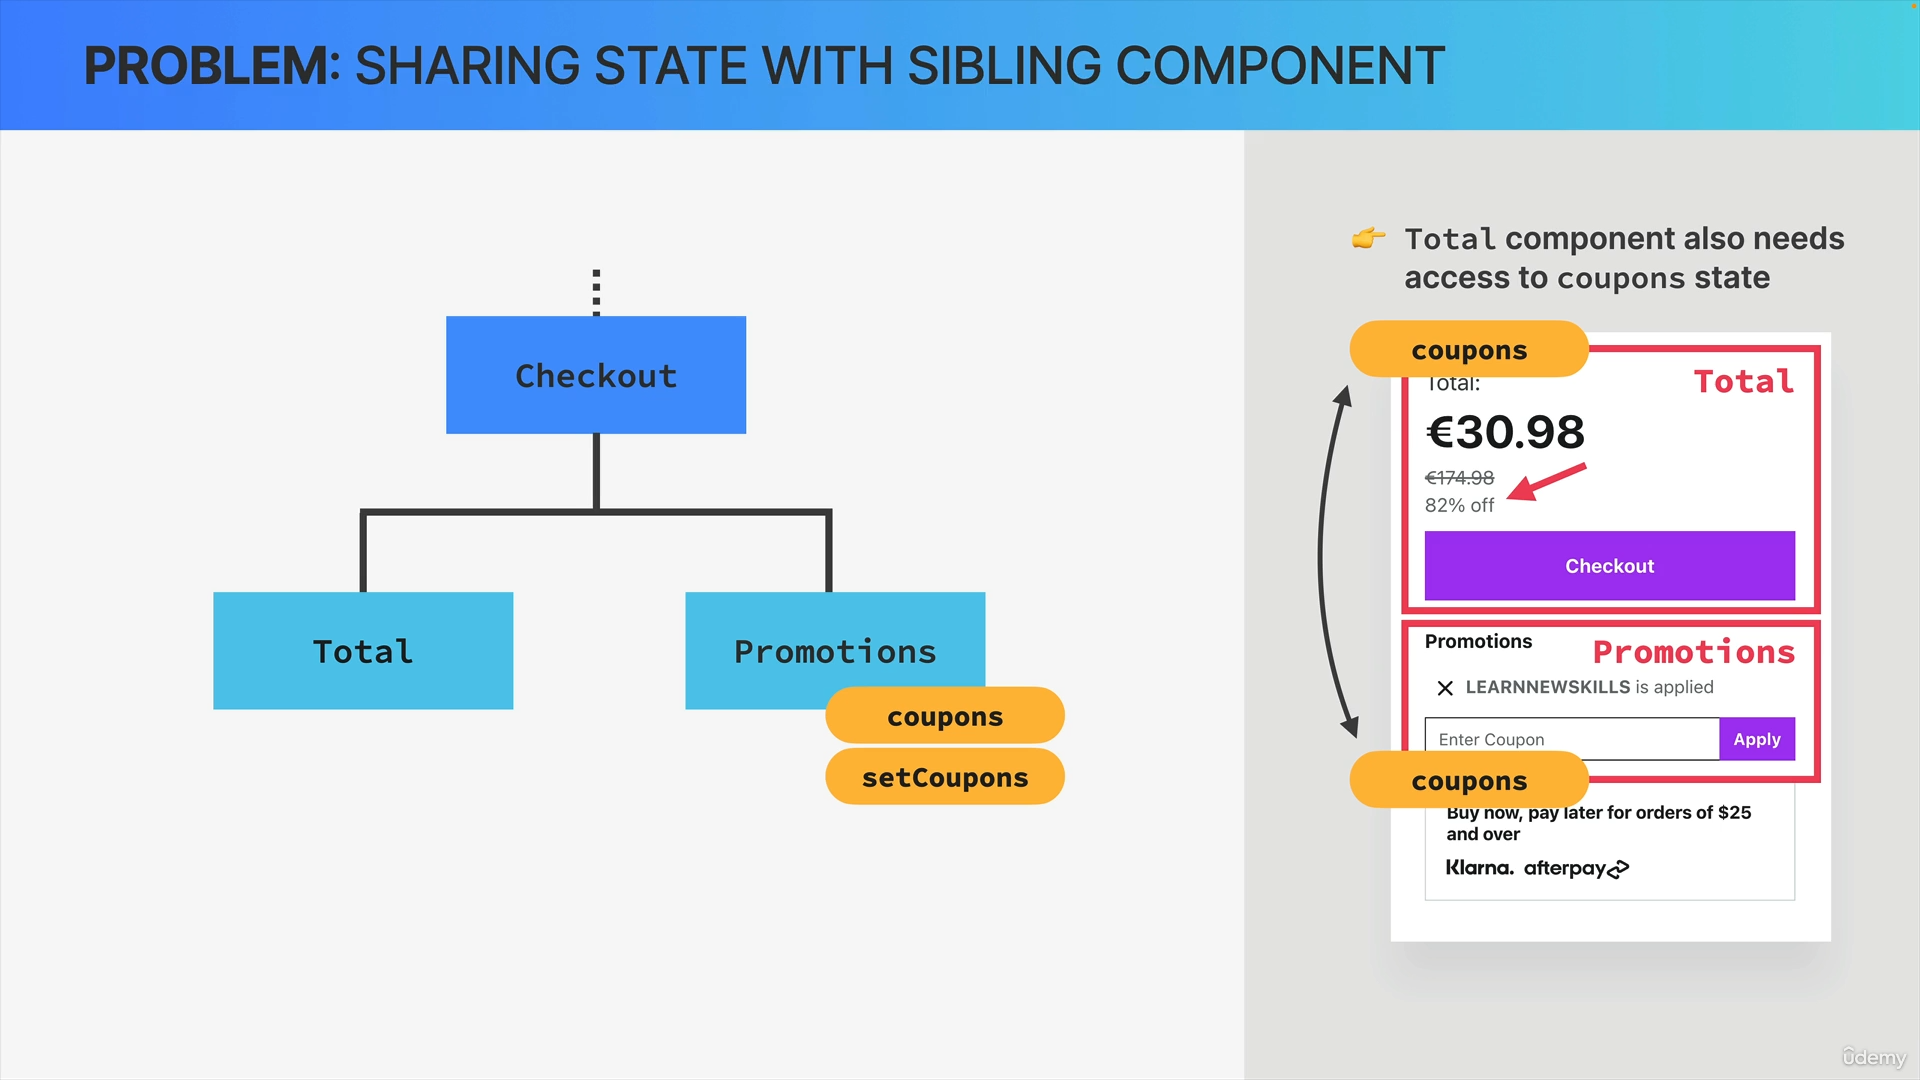 PROBLEM: SHARING STATE WITH SIBLING COMPONENT
Checkout
Total
Promotions
coupons
setCoupons
👉 Total component also needs
access to coupons state
coupons
Total:
Total
€30.98
€174.98
82% off
Checkout
Promotions
Promotions
LEARNNEWSKILLS is applied
Enter Coupon
Apply
coupons
Buy now, pay later for orders of $25
and over
Klarna. afterpay
udemy